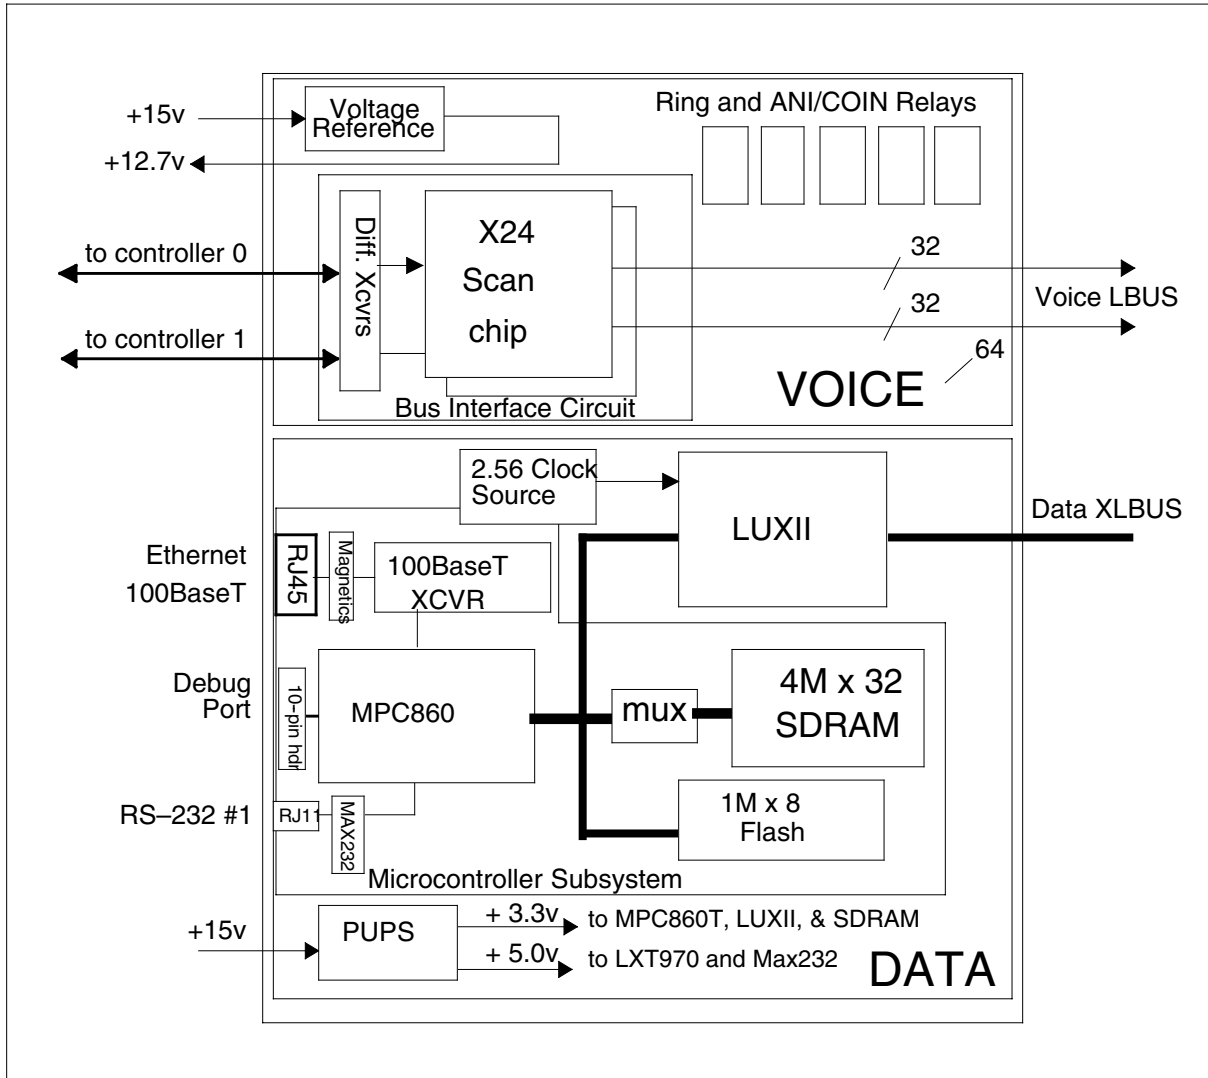 Ring and ANI/COIN Relays
+15v
Voltage
Reference
+12.7v
to controller 0
to controller 1
Diff. Xcvrs
X24
Scan
chip
Bus Interface Circuit
32
32
64
Voice LBUS
VOICE
2.56 Clock
Source
LUXII
Data XLBUS
Ethernet
100BaseT
RJ45
Magnetics
100BaseT
XCVR
Debug
Port
10-pin hdr
MPC860
mux
4M x 32
SDRAM
1M x 8
Flash
RS–232 #1
RJ11
MAX232
Microcontroller Subsystem
+15v
PUPS
+ 3.3v
to MPC860T, LUXII, & SDRAM
+ 5.0v
to LXT970 and Max232
DATA